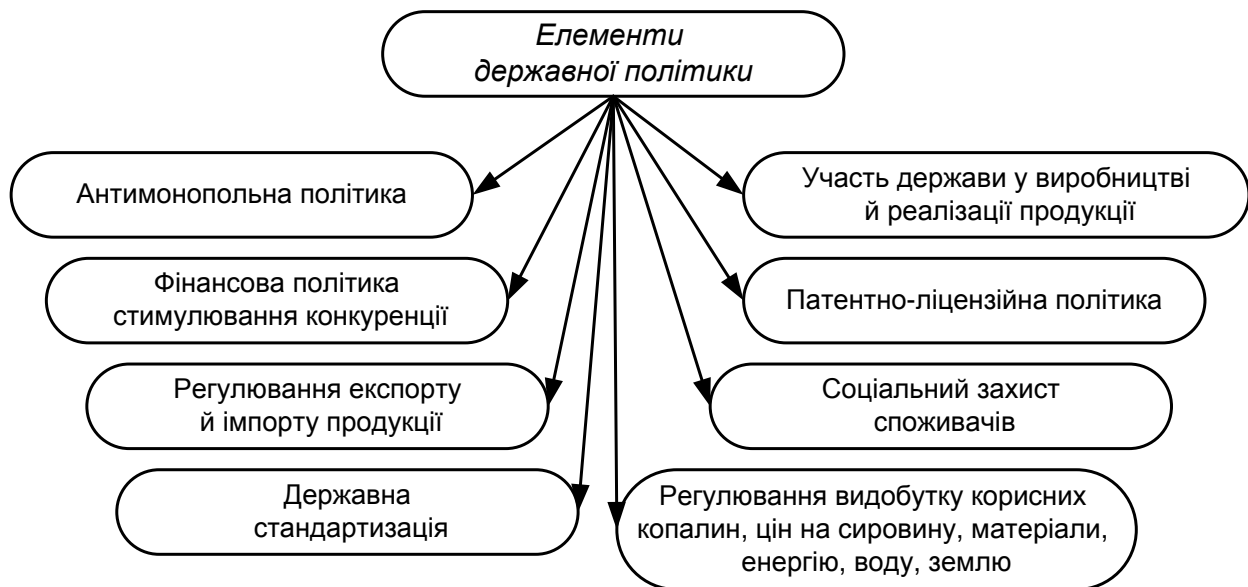 Елементи
державної політики
Антимонопольна політика
Участь держави у виробництві
й реалізації продукції
Фінансова політика
стимулювання конкуренції
Патентно-ліцензійна політика
Регулювання експорту
й імпорту продукції
Соціальний захист
споживачів
Державна
стандартизація
Регулювання видобутку корисних
копалин, цін на сировину, матеріали,
енергію, воду, землю